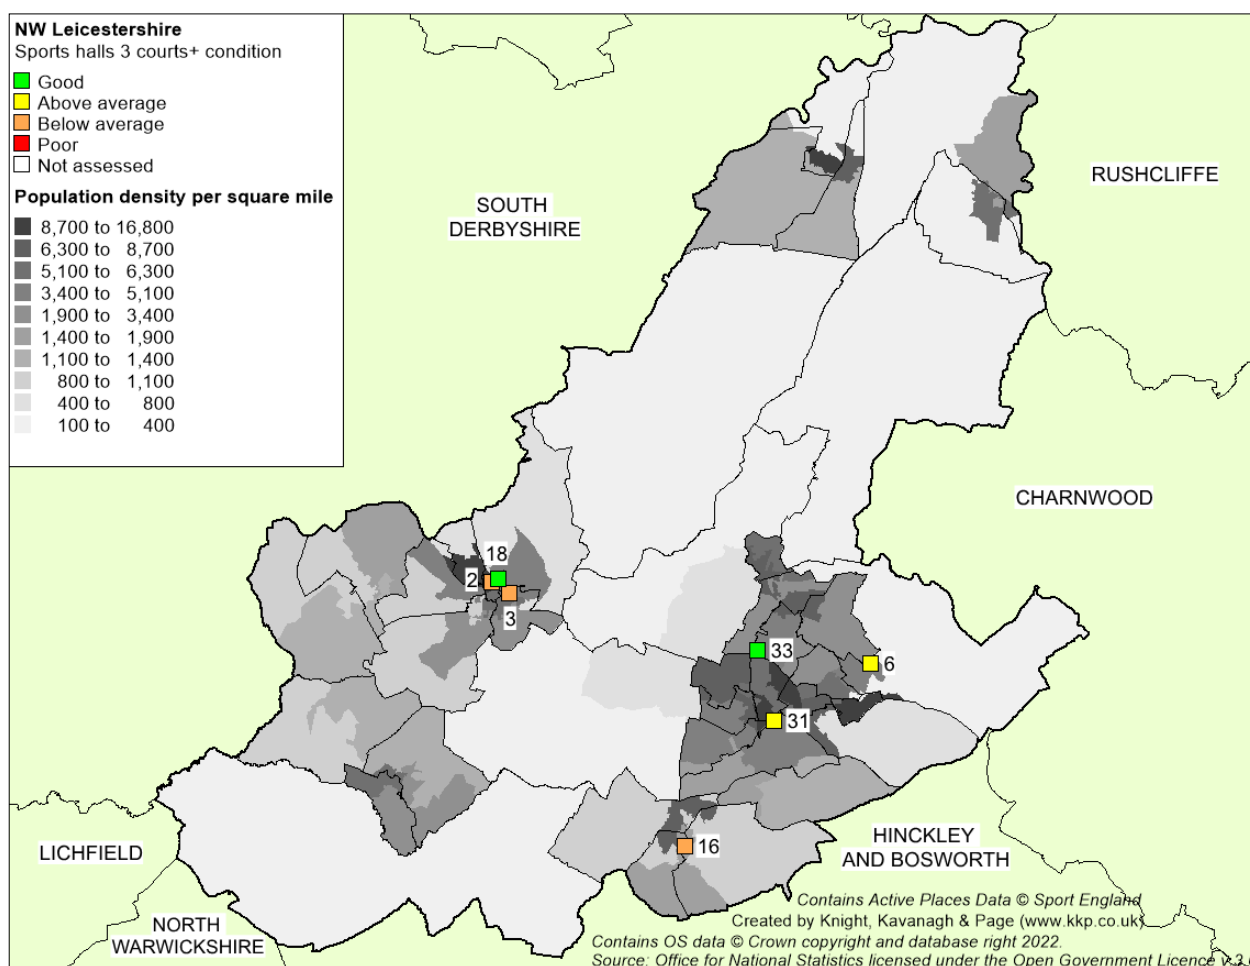 NW Leicestershire
Sports halls 3 courts+ condition
Good
Above average
Below average
Poor
Not assessed
Population density per square mile
8,700 to 16,800
6,300 to 8,700
5,100 to 6,300
3,400 to 5,100
1,900 to 3,400
1,400 to 1,900
1,100 to 1,400
800 to 1,100
400 to 800
100 to 400
SOUTH
DERBYSHIRE
RUSHCLIFFE
CHARNWOOD
18
2
3
33
6
31
16
LICHFIELD
HINCKLEY
AND BOSWORTH
NORTH
WARWICKSHIRE
Contains Active Places Data © Sport England
Created by Knight, Kavanagh & Page (www.kkp.co.uk)
Contains OS data © Crown copyright and database right 2022.
Source: Office for National Statistics licensed under the Open Government Licence v.3.